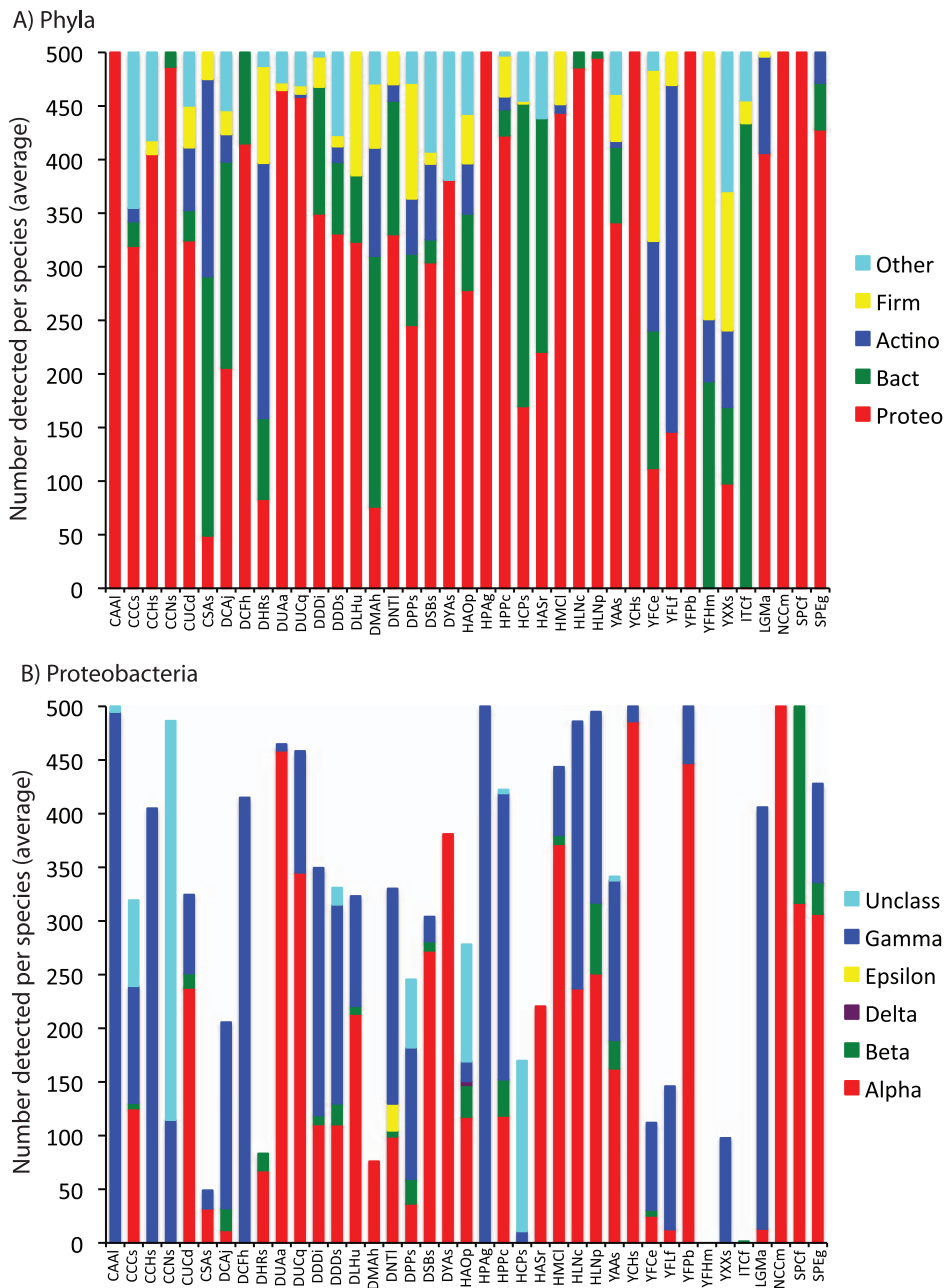 A) Phyla
Number detected per species (average)
500
450
400
350
300
250
200
150
100
50
0
CAAl
CCCs
CCHs
CCNs
CUCd
CSAs
DCAj
DCFh
DHRs
DUAa
DUCq
DDDi
DDDs
DLHu
DMAh
DNTl
DPPs
DSBs
DYAs
HAOp
HPAg
HPPc
HCPs
HASr
HMCl
HLNc
HLNp
YAAs
YCHs
YFCe
YFLf
YFPb
YFHm
YXXs
ITCf
LGMa
NCCm
SPCf
SPEg
Other
Firm
Actino
Bact
Proteo
B) Proteobacteria
Number detected per species (average)
500
450
400
350
300
250
200
150
100
50
0
CAAl
CCCs
CCHs
CCNs
CUCd
CSAs
DCAj
DCFh
DHRs
DUAa
DUCq
DDDi
DDDs
DLHu
DMAh
DNTl
DPPs
DSBs
DYAs
HAOp
HPAg
HPPc
HCPs
HASr
HMCl
HLNc
HLNp
YAAs
YCHs
YFCe
YFLf
YFPb
YFHm
YXXs
ITCf
LGMa
NCCm
SPCf
SPEg
Unclass
Gamma
Epsilon
Delta
Beta
Alpha